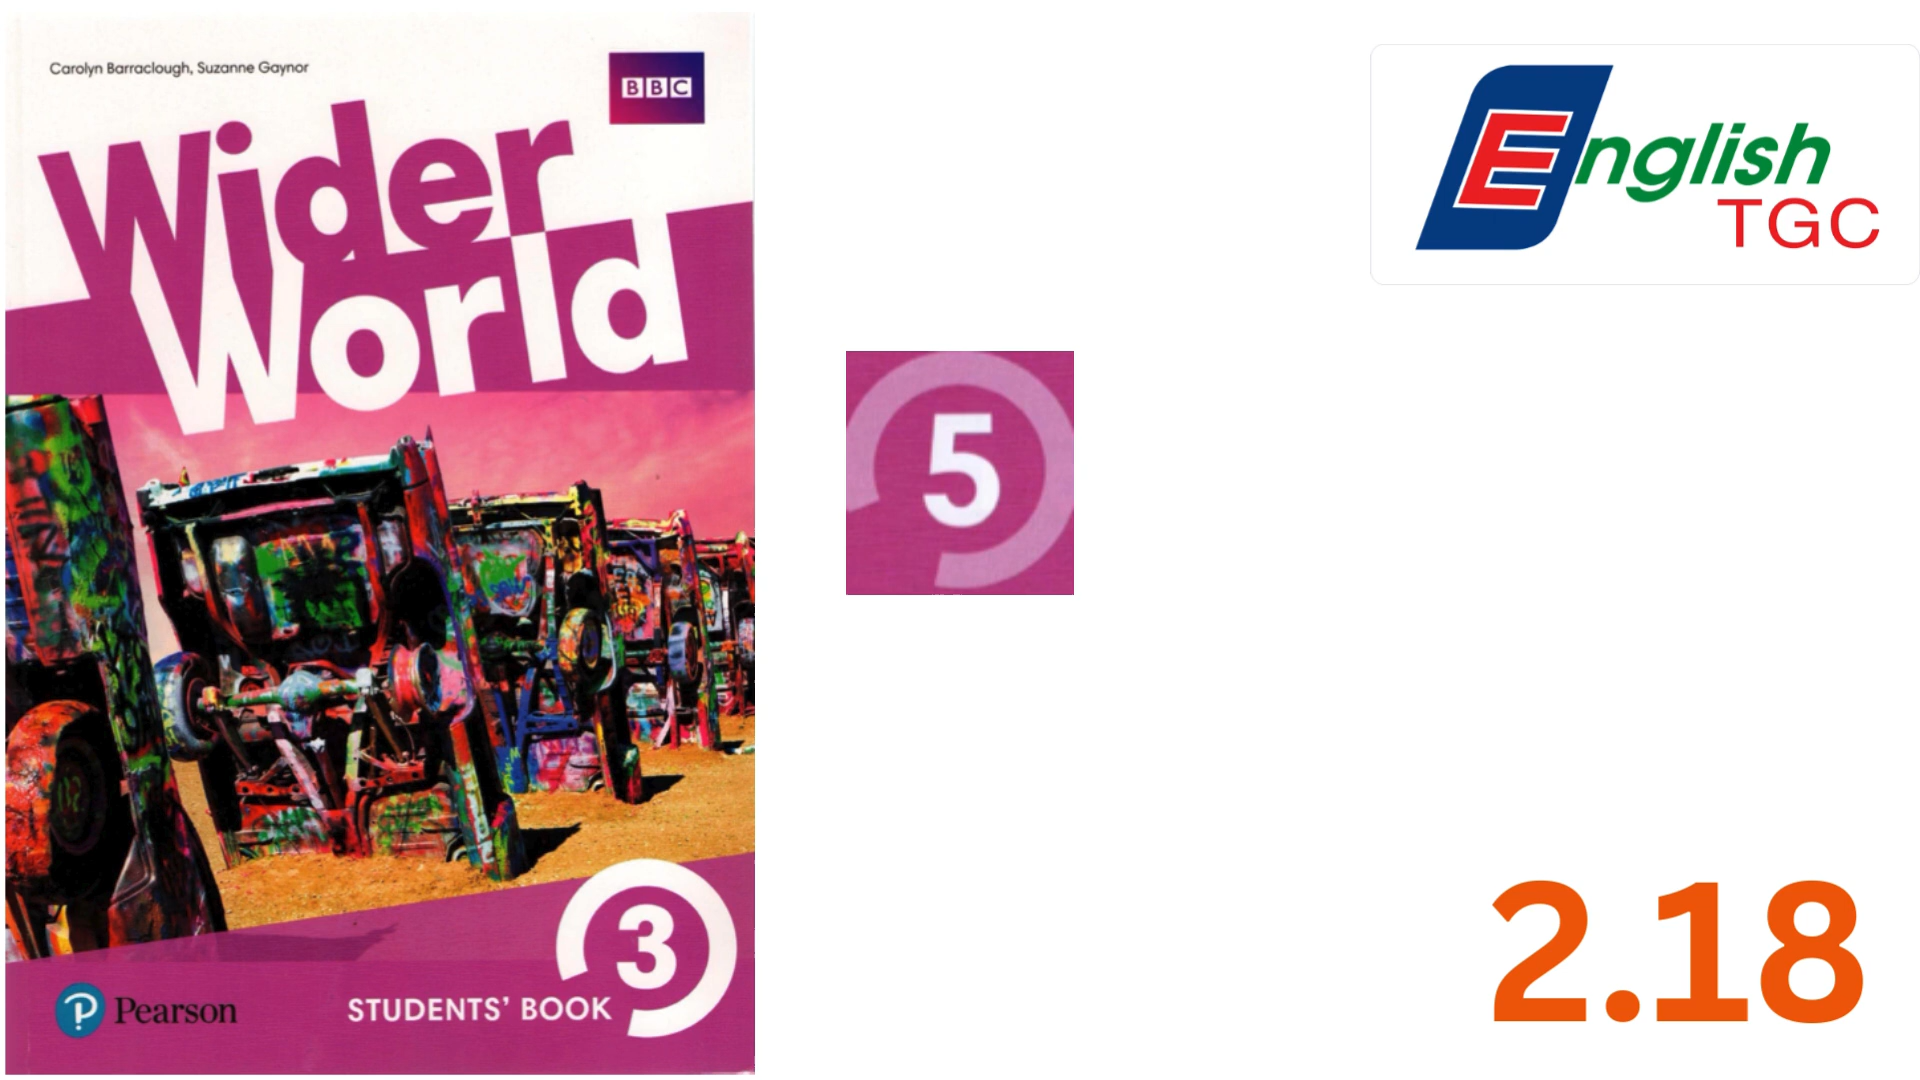 Carolyn Barraclough, Suzanne Gaynor
BBC
Wider
World
3
STUDENTS' BOOK
Pearson
5
English
TGC
2.18